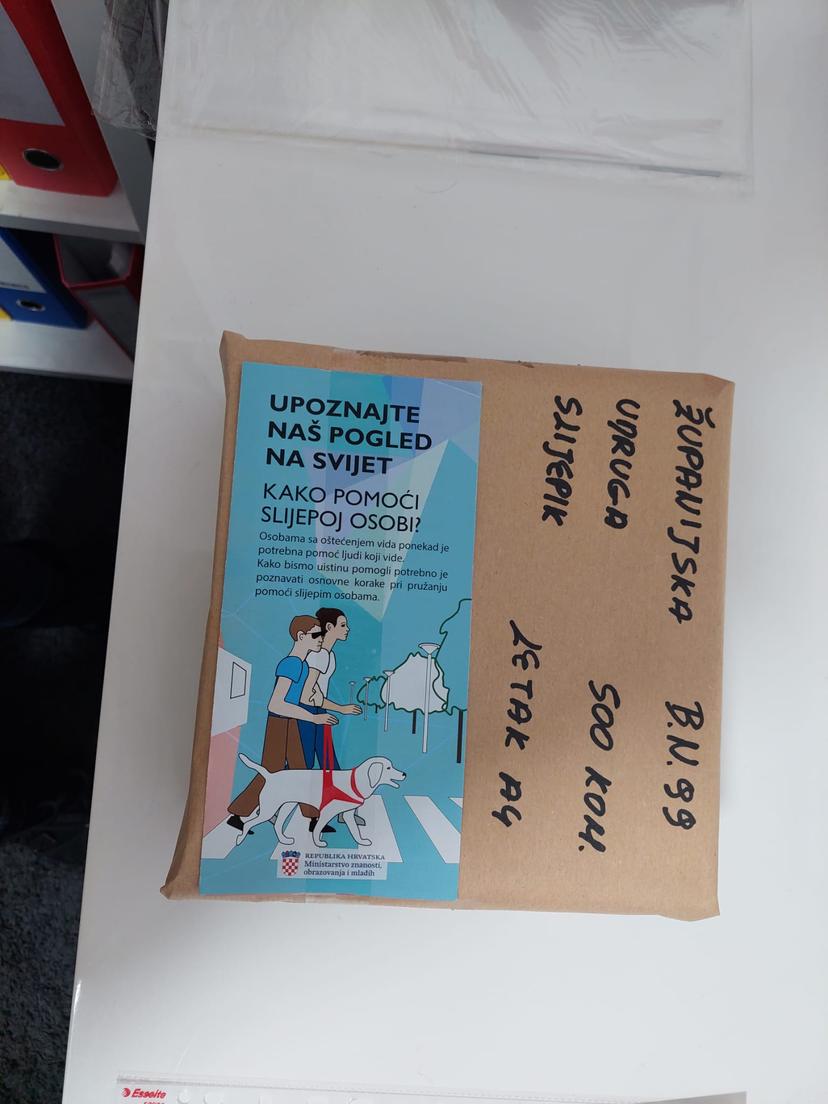 UPOZNAJTE
NAŠ POGLED
NA SVIJET
KAKO POMOĆI
SLIJEPOJ OSOBI?
Osobama sa oštećenjem vida ponekad je
potrebna pomoć ljudi koji vide.
Kako bismo uistinu pomogli potrebno je
poznavati osnovne korake pri pružanju
pomoći slijepim osobama.
REPUBLIKA HRVATSKA
Ministarstvo znanosti,
obrazovanja i mladih
ŽUPANIJSKA B.N. 99
UDRUGA 500 KOM.
SLIJEPIK LETAK A4
Esselte